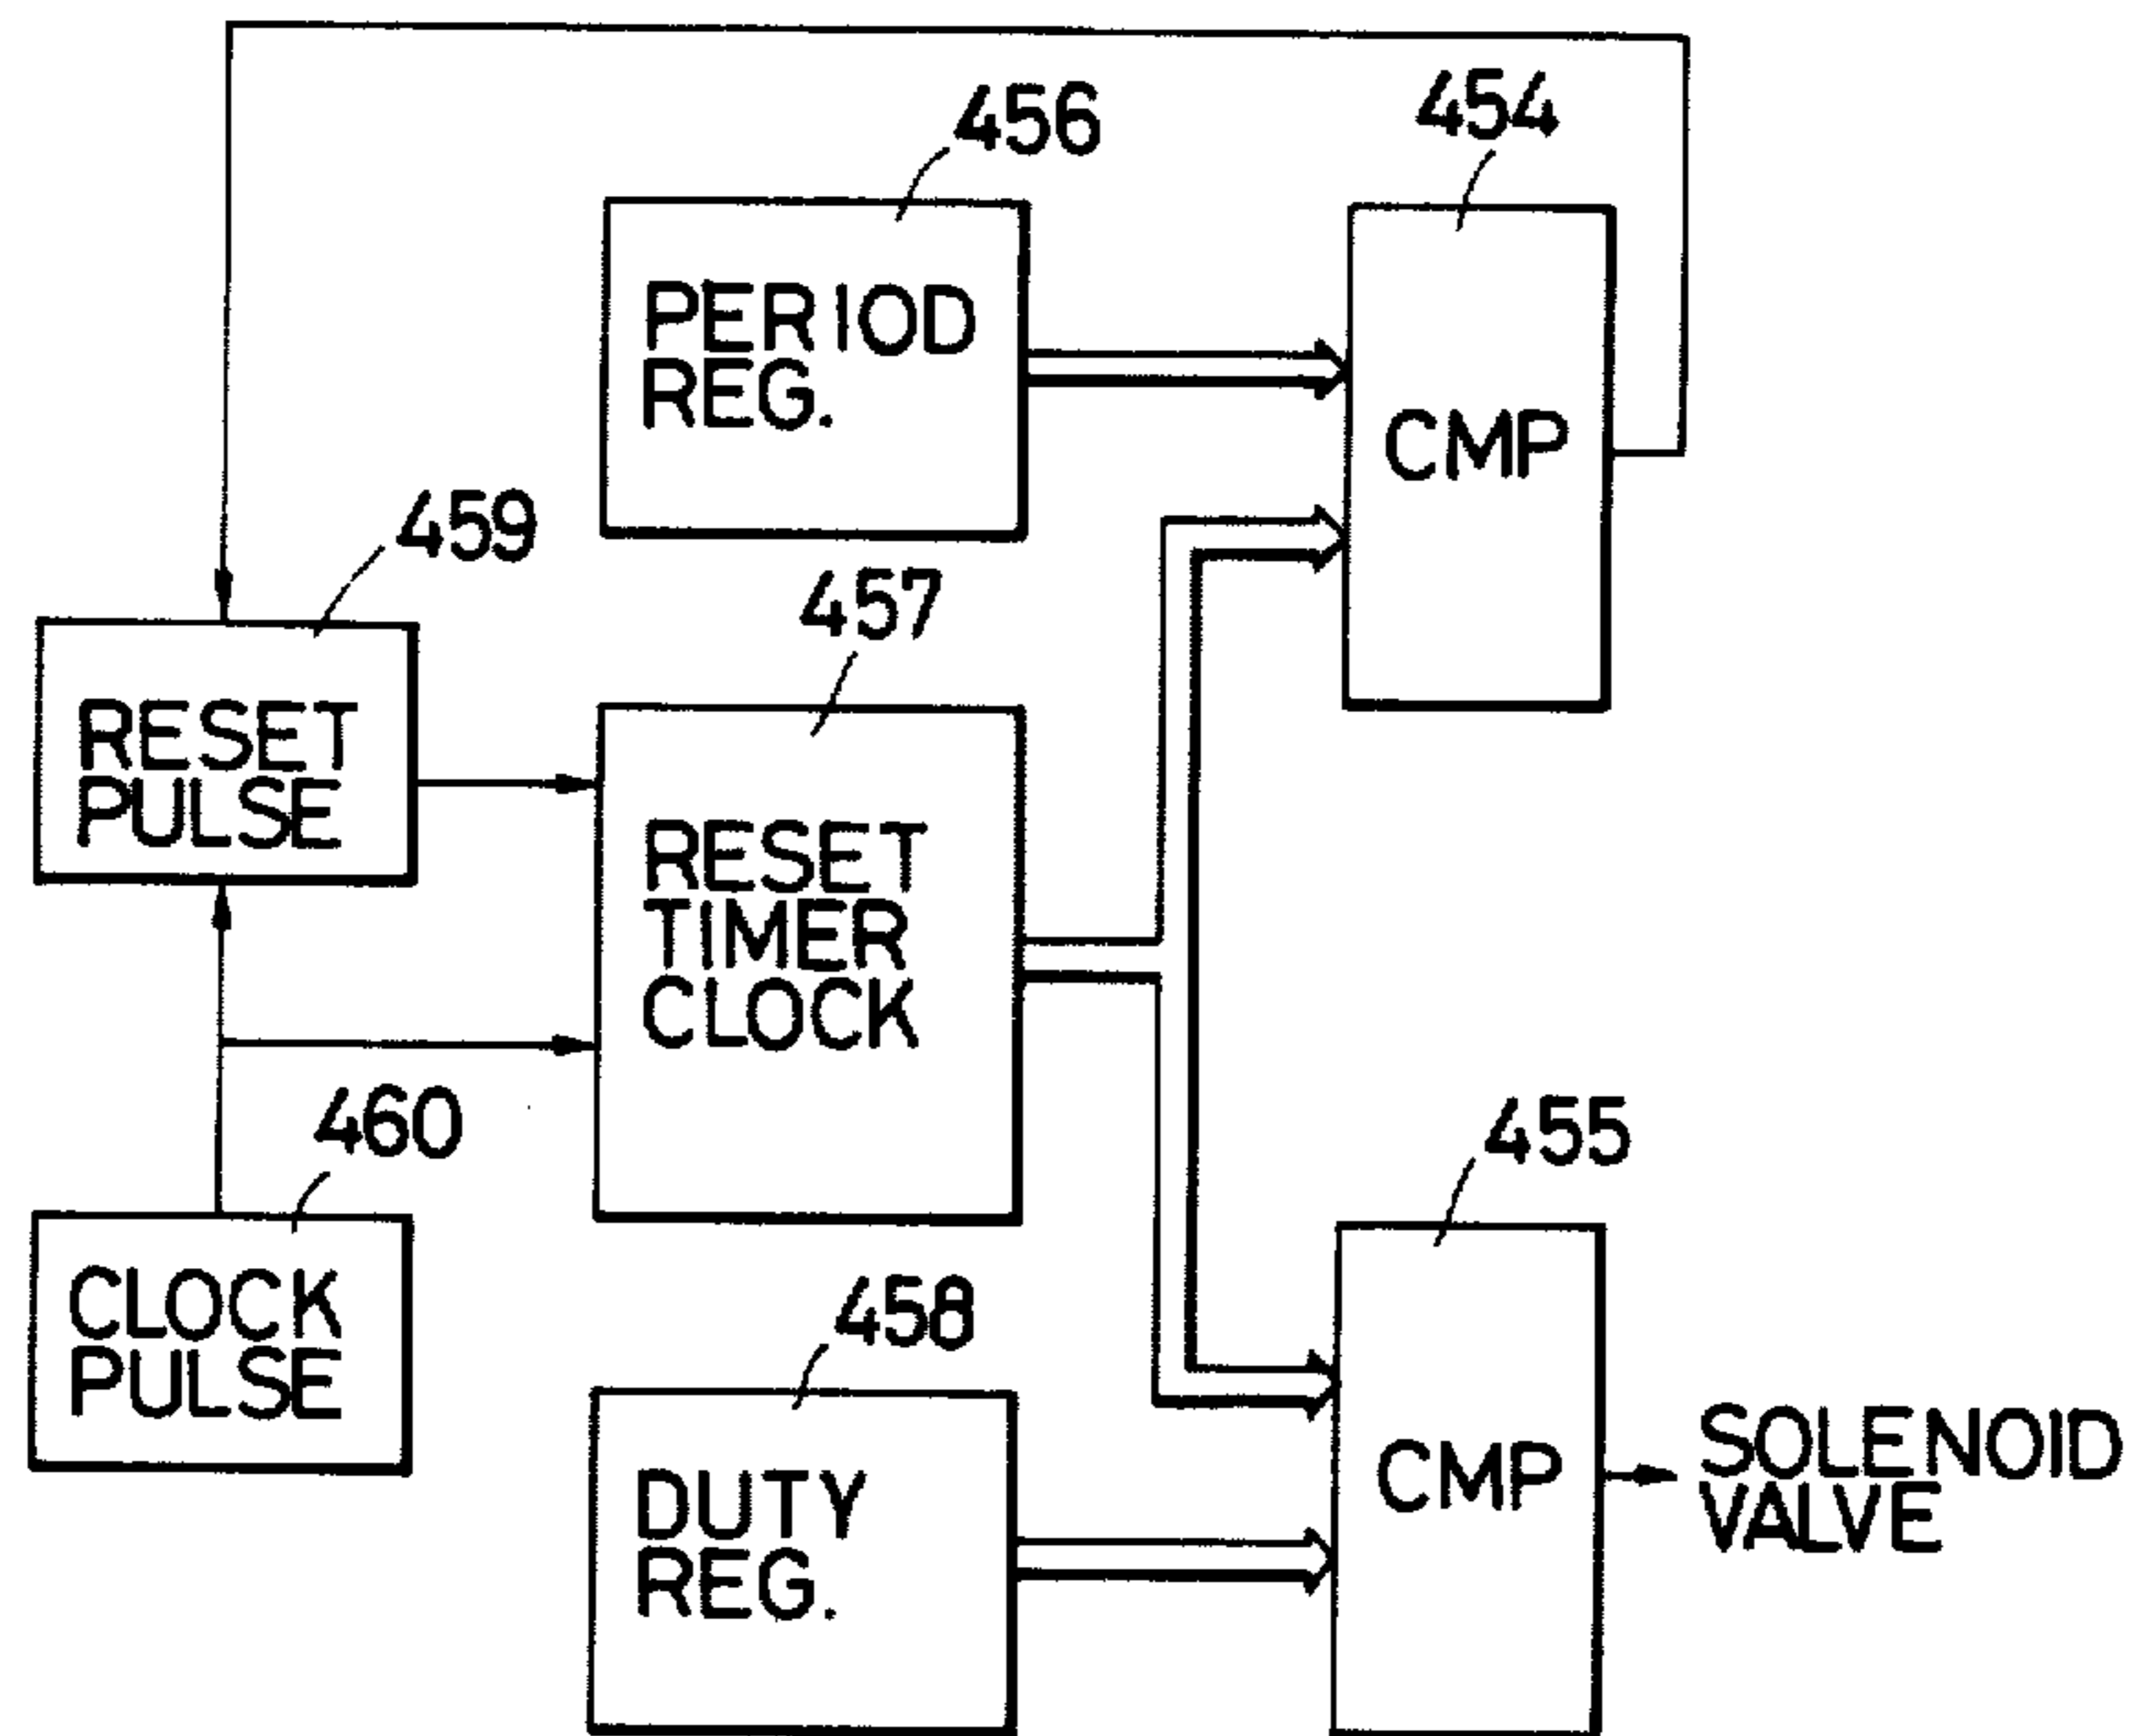 456
454
PERIOD
REG.
CMP
459
457
RESET
PULSE
RESET
TIMER
CLOCK
460
455
CLOCK
PULSE
458
DUTY
REG.
CMP
SOLENOID
VALVE